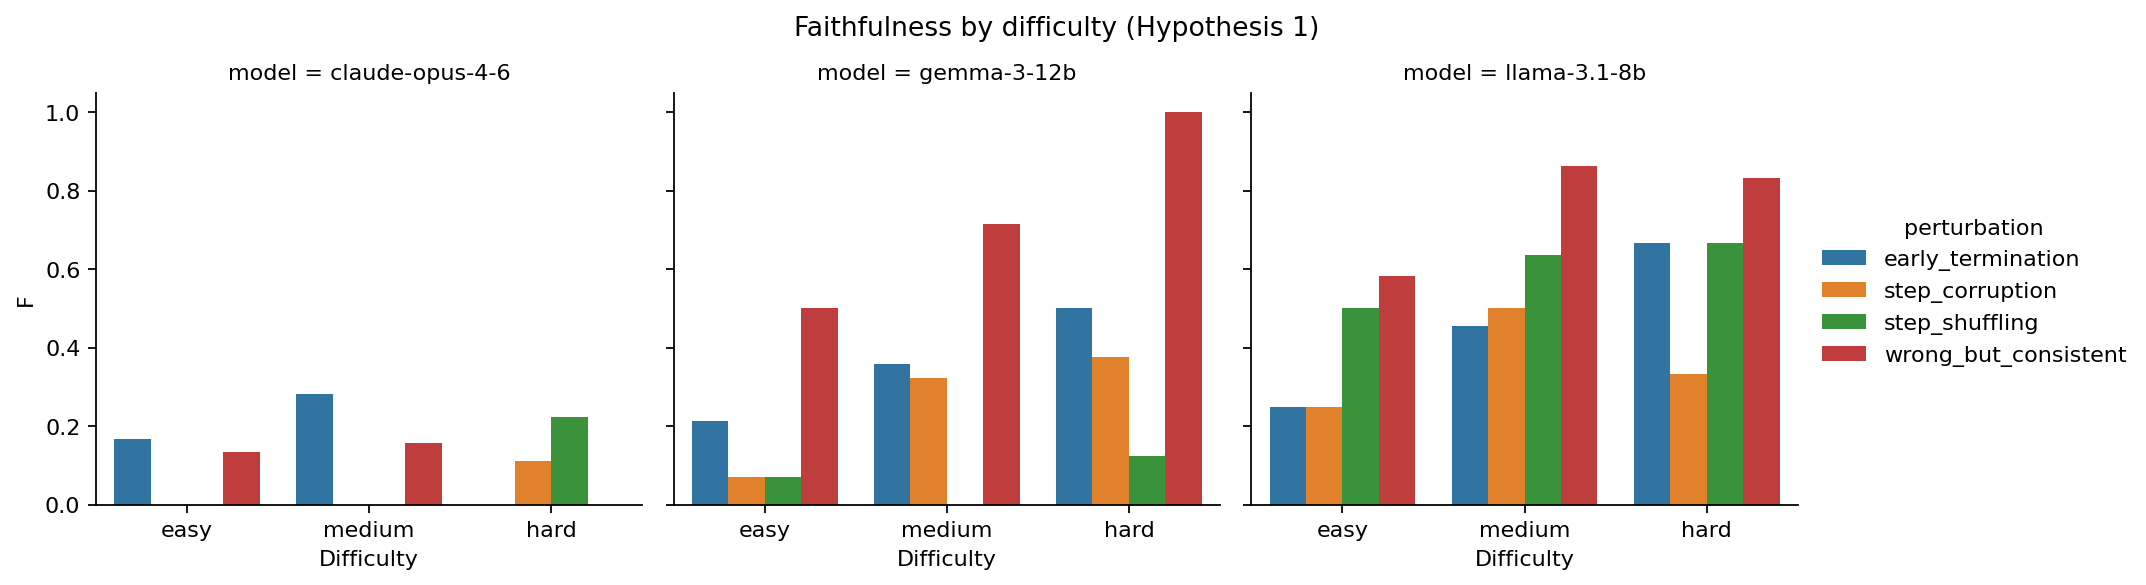 Faithfulness by difficulty (Hypothesis 1)
model = claude-opus-4-6
model = gemma-3-12b
model = llama-3.1-8b
F
1.0
0.8
0.6
0.4
0.2
0.0
easy
medium
hard
Difficulty
easy
medium
hard
Difficulty
easy
medium
hard
Difficulty
perturbation
early_termination
step_corruption
step_shuffling
wrong_but_consistent